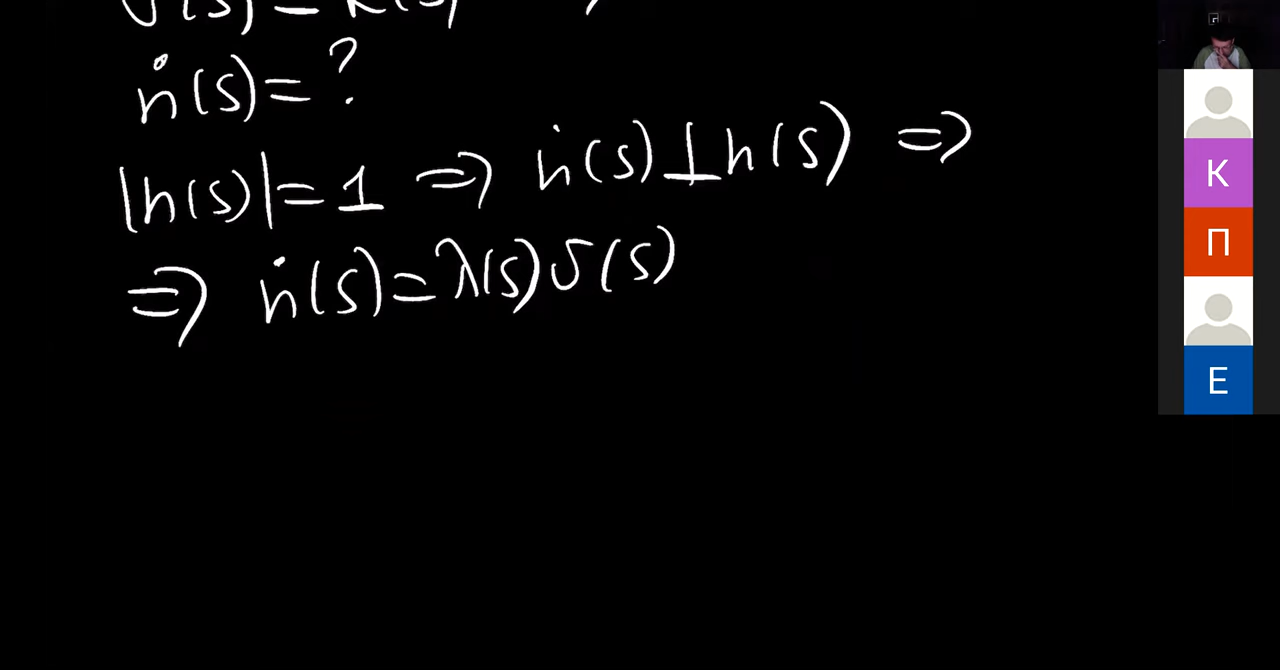 ṅ(s)=?
|n(s)|=1 => ṅ(s)⊥n(s) =>
=> ṅ(s)=λ(s)v(s)
К
П
Е